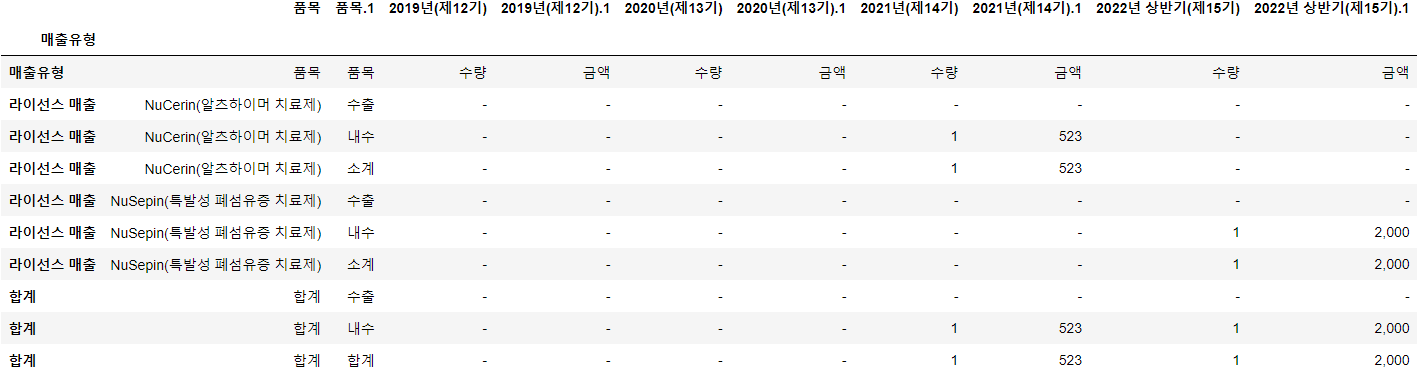 품목 품목.1 2019년(제12기) 2019년(제12기).1 2020년(제13기) 2020년(제13기).1 2021년(제14기) 2021년(제14기).1 2022년 상반기(제15기) 2022년 상반기(제15기).1
매출유형
매출유형 품목 품목 수량 금액 수량 금액 수량 금액 수량 금액
라이선스 매출 NuCerin(알츠하이머 치료제) 수출 - - - - - - - -
라이선스 매출 NuCerin(알츠하이머 치료제) 내수 - - - - 1 523 - -
라이선스 매출 NuCerin(알츠하이머 치료제) 소계 - - - - 1 523 - -
라이선스 매출 NuSepin(특발성 폐섬유증 치료제) 수출 - - - - - - - -
라이선스 매출 NuSepin(특발성 폐섬유증 치료제) 내수 - - - - - - 1 2,000
라이선스 매출 NuSepin(특발성 폐섬유증 치료제) 소계 - - - - - - 1 2,000
합계 합계 수출 - - - - - - - -
합계 합계 내수 - - - - 1 523 1 2,000
합계 합계 합계 - - - - 1 523 1 2,000